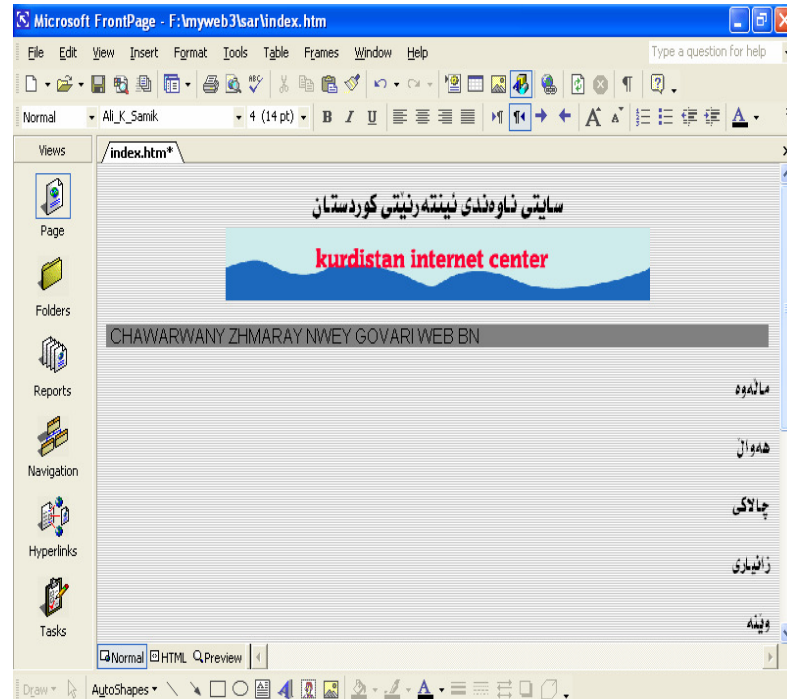 Microsoft FrontPage - F:\myweb3\sar\index.htm
File Edit View Insert Format Tools Table Frames Window Help Type a question for help
Normal Ali_K_Samik 4 (14 pt) B I U A A A
Views index.htm*
سایتی ناوەندی ئینتەرنێتی کوردستان
Page
kurdistan internet center
Folders
CHAWARWANY ZHMARAY NWEY GOVARI WEB BN
Reports
ماڵەوە
هەواڵ
Navigation
چالاکی
Hyperlinks
زانیاری
Tasks
وێنە
Normal HTML Preview
Draw AutoShapes A A